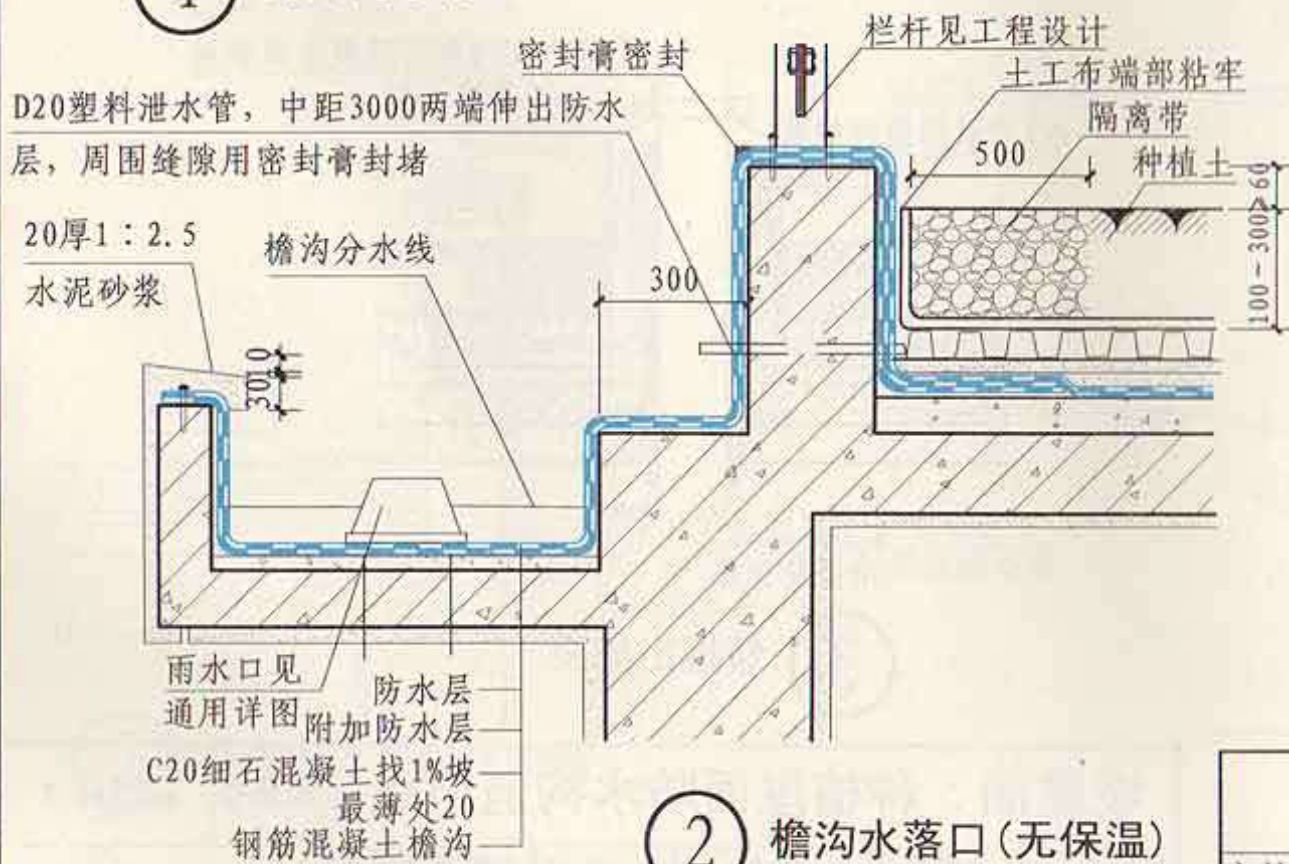 密封膏密封
栏杆见工程设计
土工布端部粘牢
隔离带
种植土
D20塑料泄水管，中距3000两端伸出防水
层，周围缝隙用密封膏封堵
500
≥60
100-300
20厚1：2.5
水泥砂浆
檐沟分水线
300
10
30
雨水口见
通用详图
防水层
附加防水层
C20细石混凝土找1%坡
最薄处20
钢筋混凝土檐沟
2 檐沟水落口(无保温)